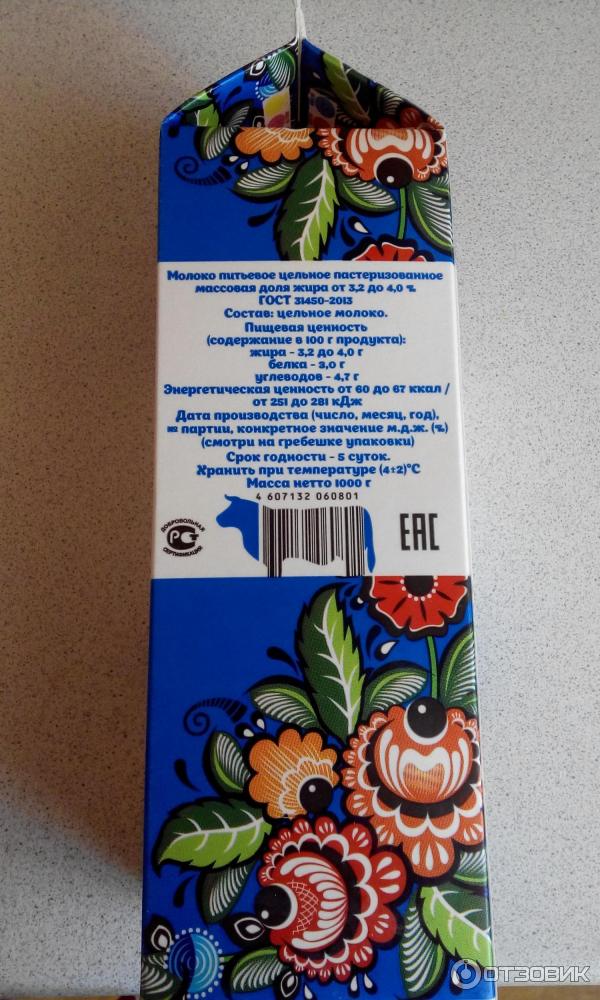 Молоко питьевое цельное пастеризованное
массовая доля жира от 3,2 до 4,0 %
ГОСТ 31450-2013
Состав: цельное молоко.
Пищевая ценность
(содержание в 100 г продукта):
жира - 3,2 до 4,0 г
белка - 3,0 г
углеводов - 4,7 г
Энергетическая ценность от 60 до 67 ккал /
от 251 до 281 кДж
Дата производства (число, месяц, год),
№ партии, конкретное значение м.д.ж. (%)
(смотри на гребешке упаковки)
Срок годности - 5 суток.
Хранить при температуре (4±2)°С
Масса нетто 1000 г
4 607132 060801
ДОБРОВОЛЬНАЯ
РСТ
СЕРТИФИКАЦИЯ
ЕАС
ОТЗОВИК